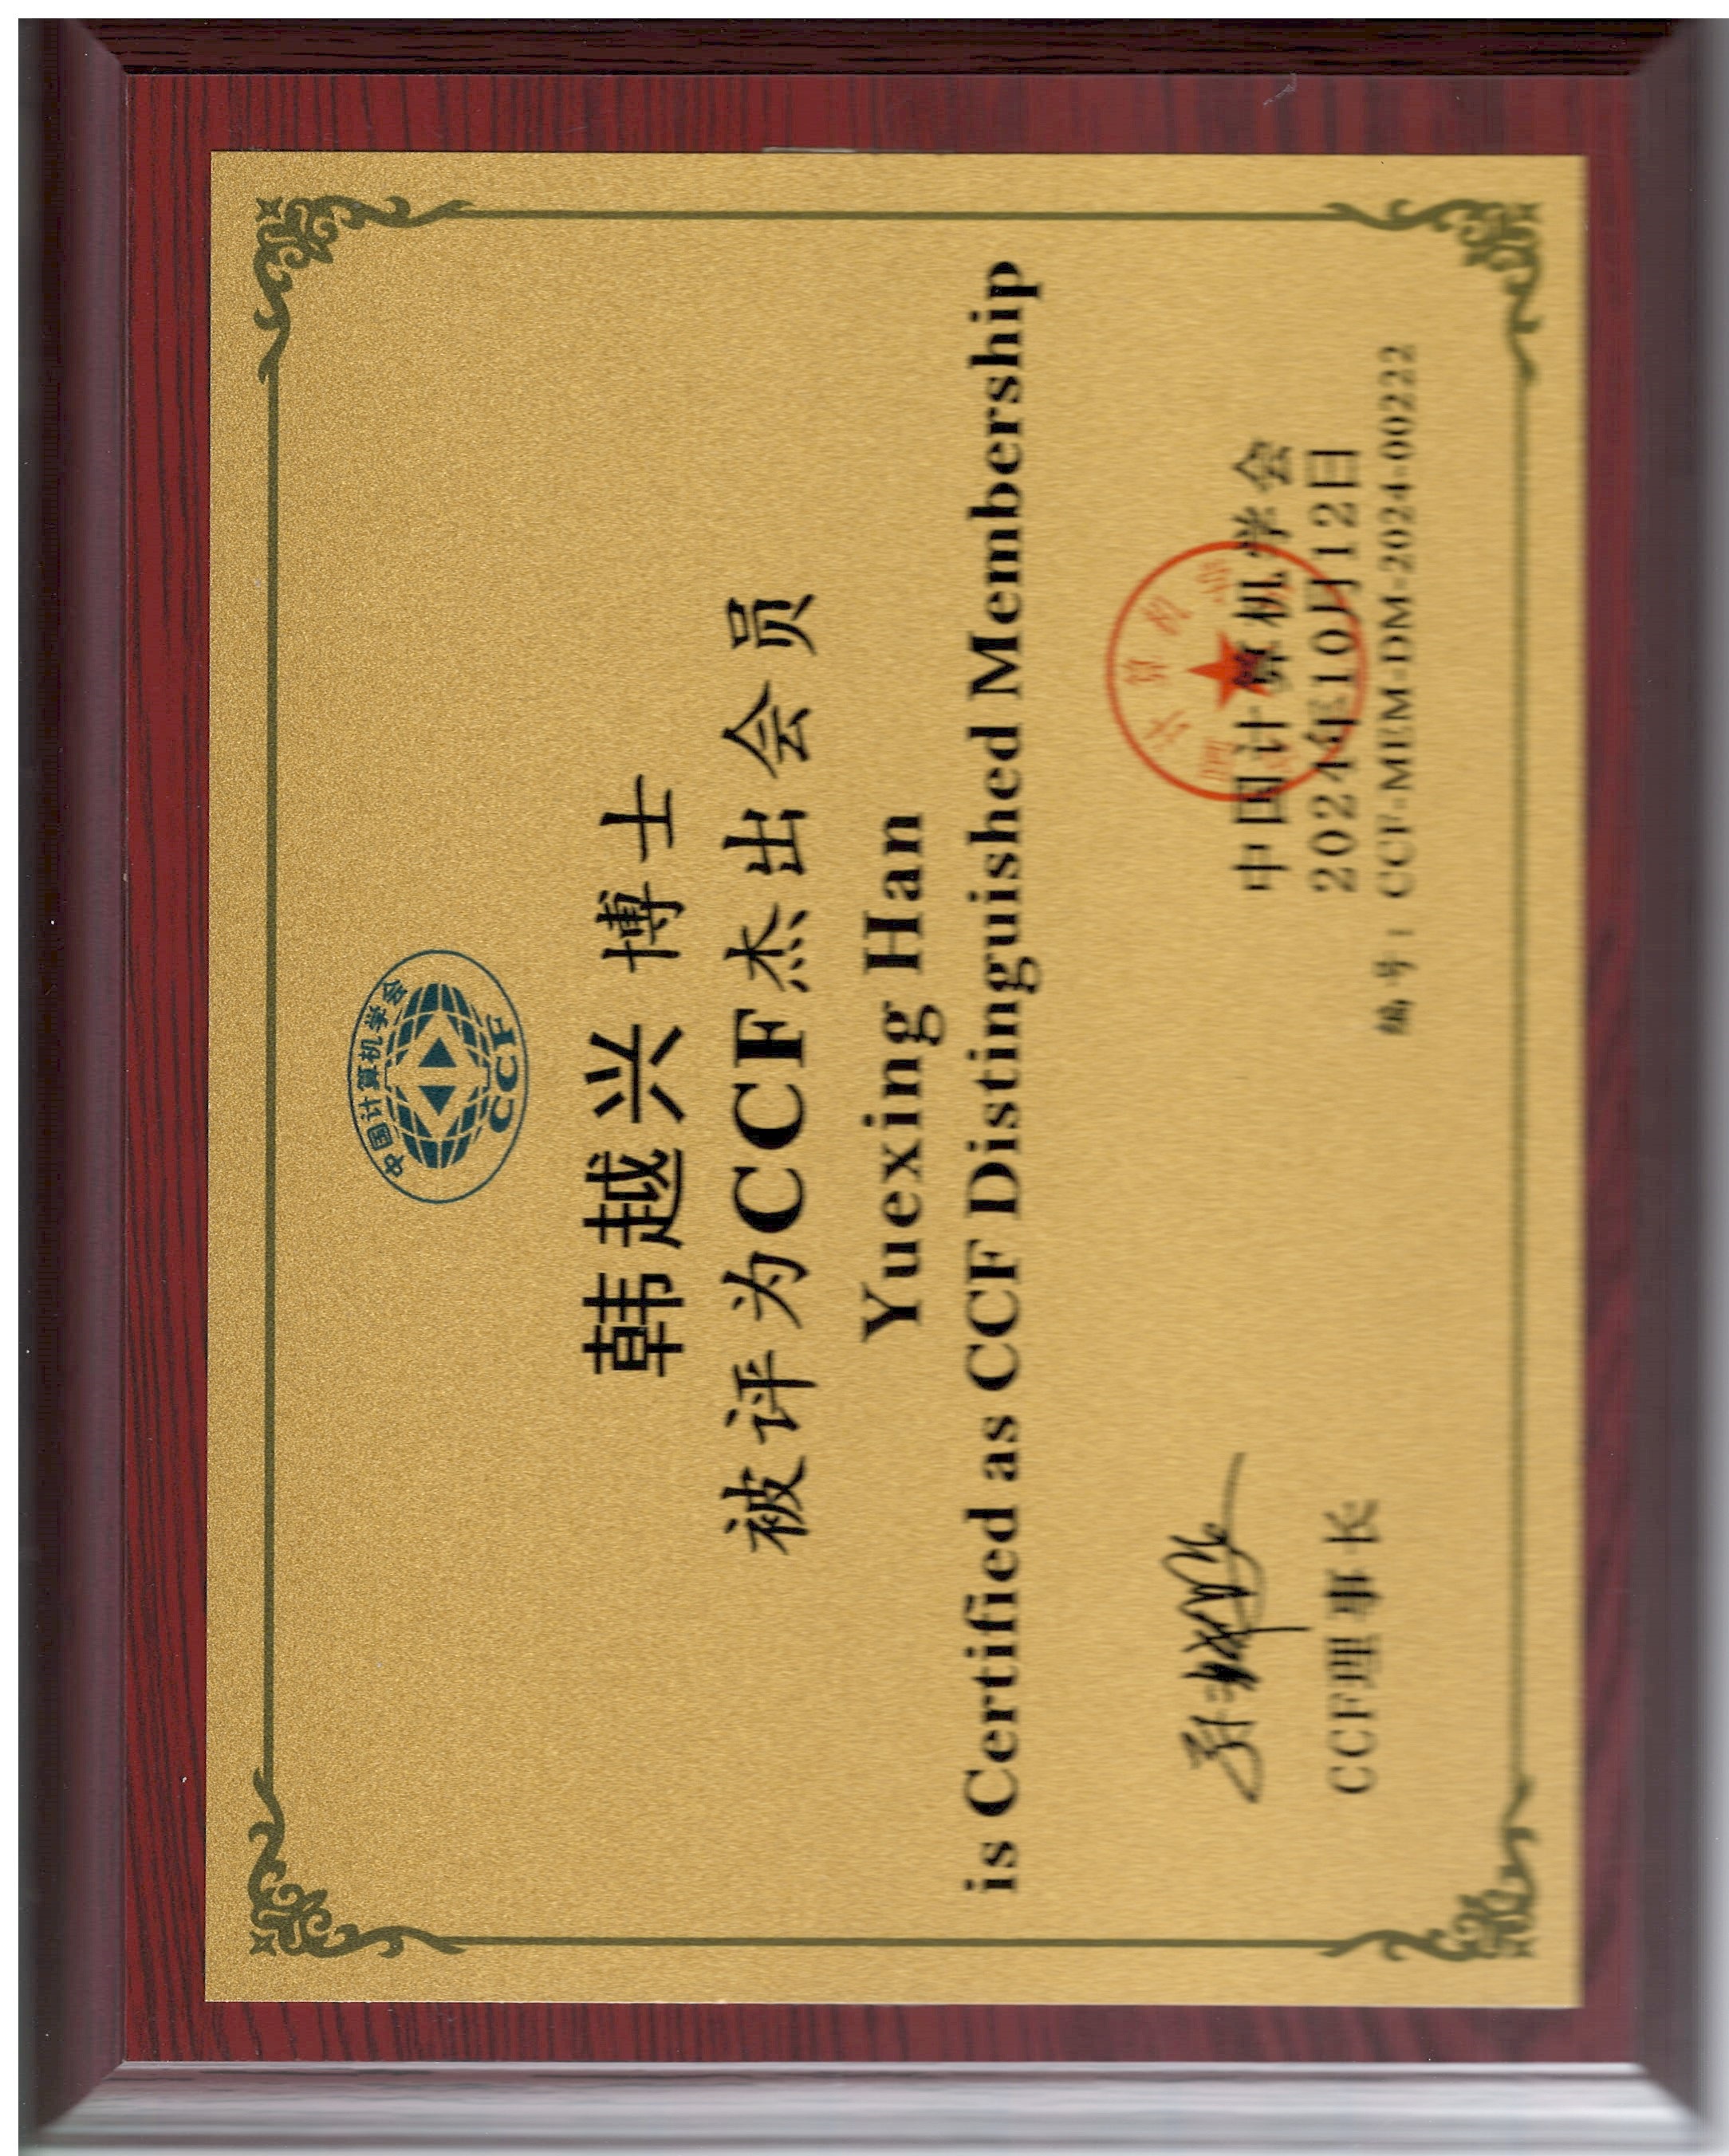 中国计算机学会
CCF
韩越兴 博士
被评为CCF杰出会员
Yuexing Han
is Certified as CCF Distinguished Membership
CCF理事长
中国计算机学会
2024年10月12日
编号: CCF-MEM-DM-2024-00222